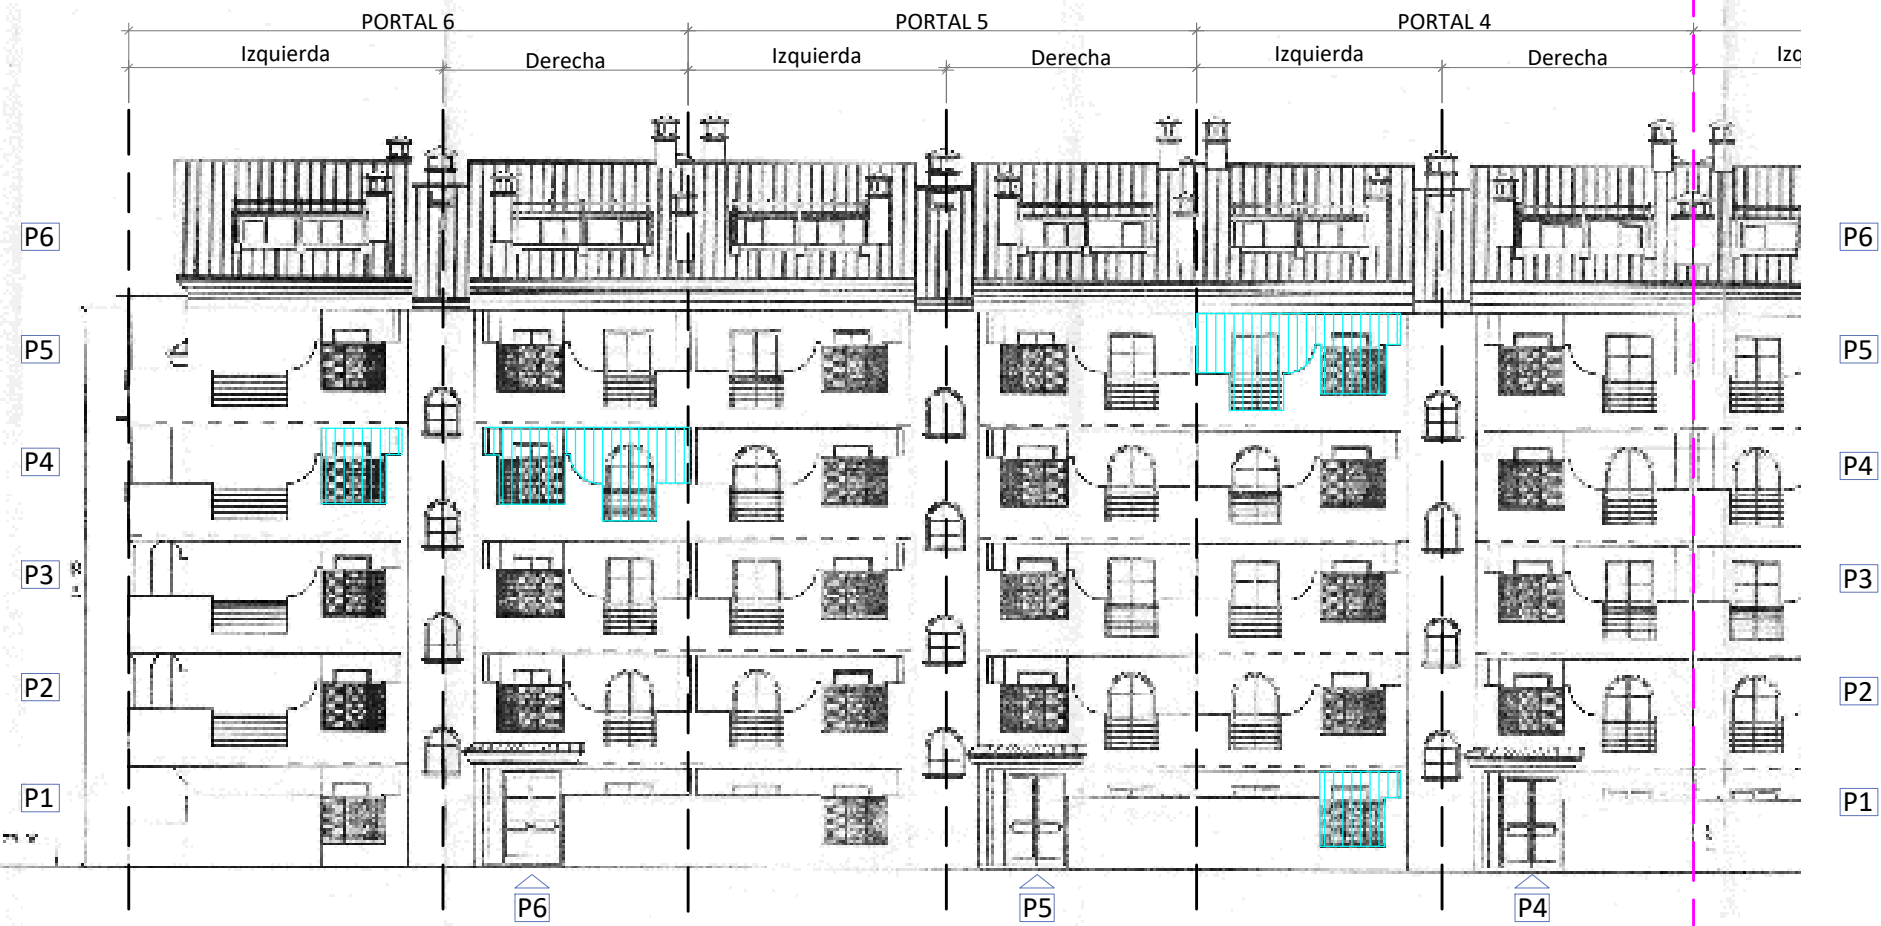 PORTAL 6 PORTAL 5 PORTAL 4
Izquierda Derecha Izquierda Derecha Izquierda Derecha Izq
P6 P6
P5 P5
P4 P4
P3 P3
P2 P2
P1 P1
P6 P5 P4